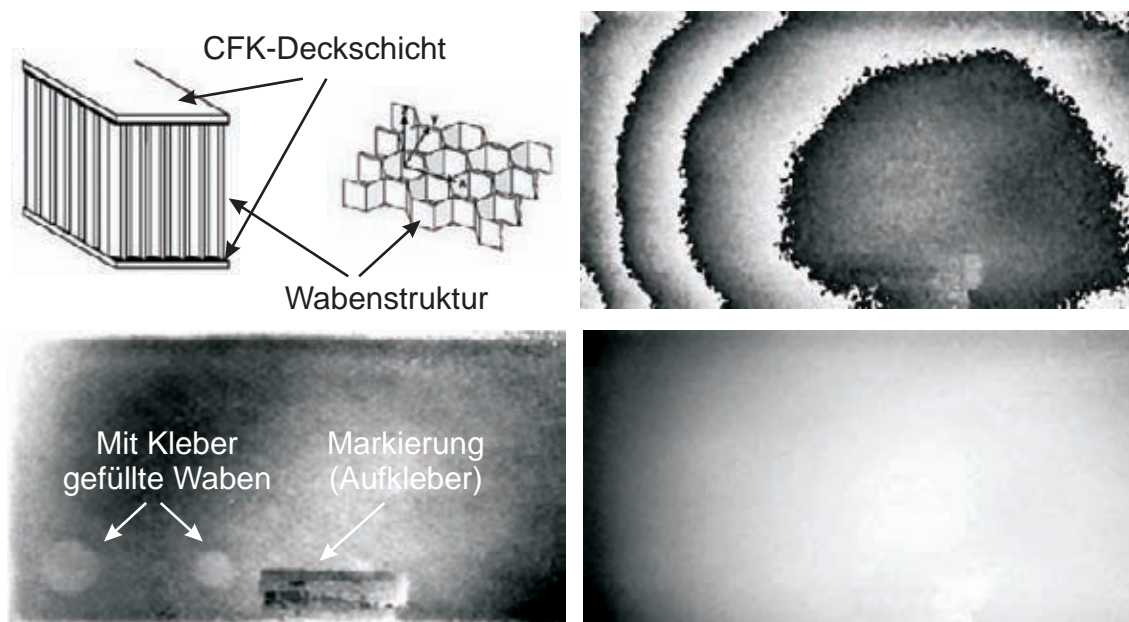 CFK-Deckschicht
Wabenstruktur
Mit Kleber
gefüllte Waben
Markierung
(Aufkleber)